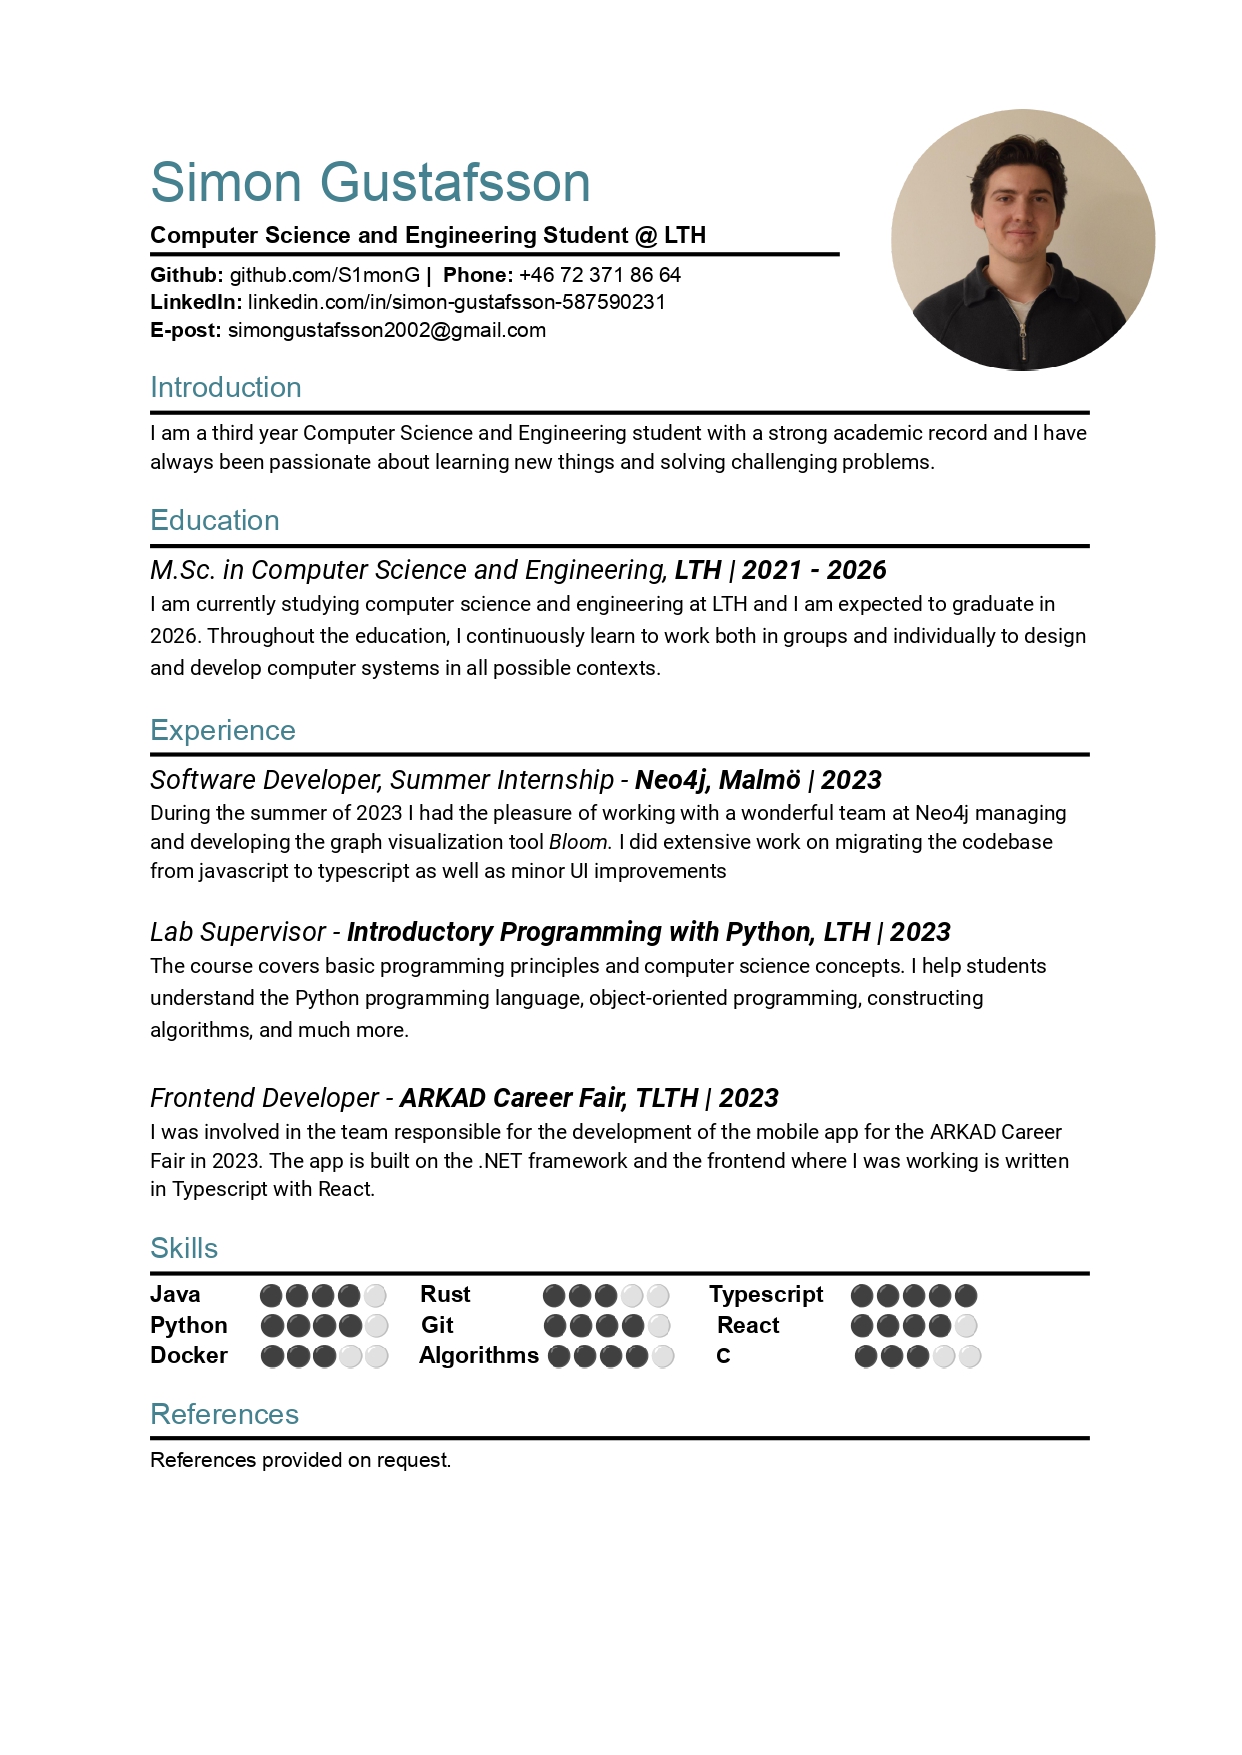 Simon Gustafsson
Computer Science and Engineering Student @ LTH
Github: github.com/S1monG | Phone: +46 72 371 86 64
LinkedIn: linkedin.com/in/simon-gustafsson-587590231
E-post: simongustafsson2002@gmail.com
Introduction
I am a third year Computer Science and Engineering student with a strong academic record and I have
always been passionate about learning new things and solving challenging problems.
Education
M.Sc. in Computer Science and Engineering, LTH | 2021 - 2026
I am currently studying computer science and engineering at LTH and I am expected to graduate in
2026. Throughout the education, I continuously learn to work both in groups and individually to design
and develop computer systems in all possible contexts.
Experience
Software Developer, Summer Internship - Neo4j, Malmö | 2023
During the summer of 2023 I had the pleasure of working with a wonderful team at Neo4j managing
and developing the graph visualization tool Bloom. I did extensive work on migrating the codebase
from javascript to typescript as well as minor UI improvements
Lab Supervisor - Introductory Programming with Python, LTH | 2023
The course covers basic programming principles and computer science concepts. I help students
understand the Python programming language, object-oriented programming, constructing
algorithms, and much more.
Frontend Developer - ARKAD Career Fair, TLTH | 2023
I was involved in the team responsible for the development of the mobile app for the ARKAD Career
Fair in 2023. The app is built on the .NET framework and the frontend where I was working is written
in Typescript with React.
Skills
Java Rust Typescript
Python Git React
Docker Algorithms C
References
References provided on request.